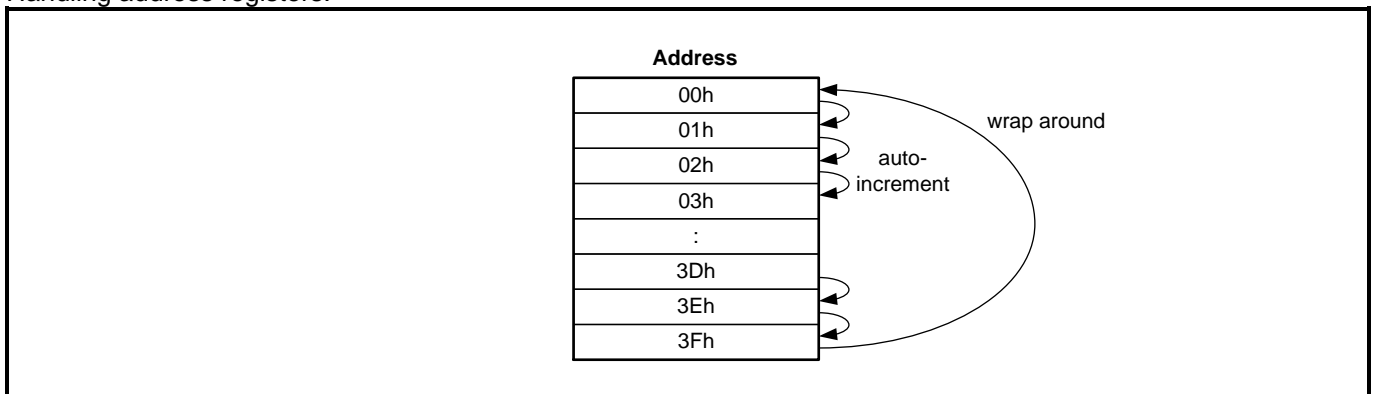 Handling address registers:
Address
00h
01h
02h
03h
:
3Dh
3Eh
3Fh
auto-
increment
wrap around